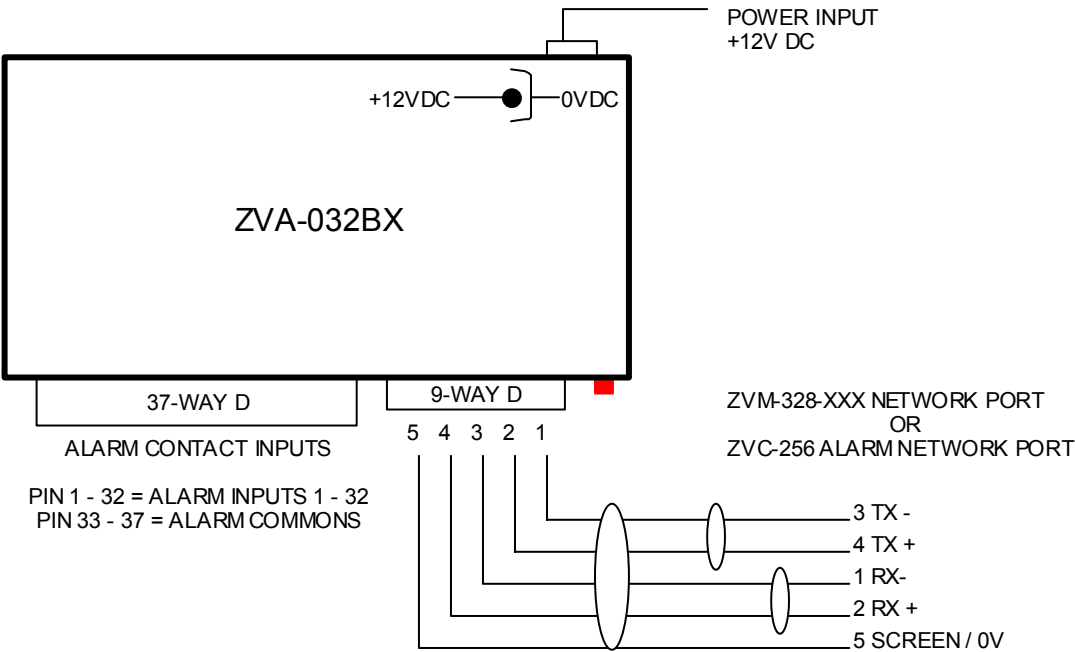 POWER INPUT
+12V DC
+12VDC
0VDC
ZVA-032BX
37-WAY D
9-WAY D
ALARM CONTACT INPUTS
5 4 3 2 1
PIN 1 - 32 = ALARM INPUTS 1 - 32
PIN 33 - 37 = ALARM COMMONS
ZVM-328-XXX NETWORK PORT
OR
ZVC-256 ALARM NETWORK PORT
3 TX -
4 TX +
1 RX-
2 RX +
5 SCREEN / 0V